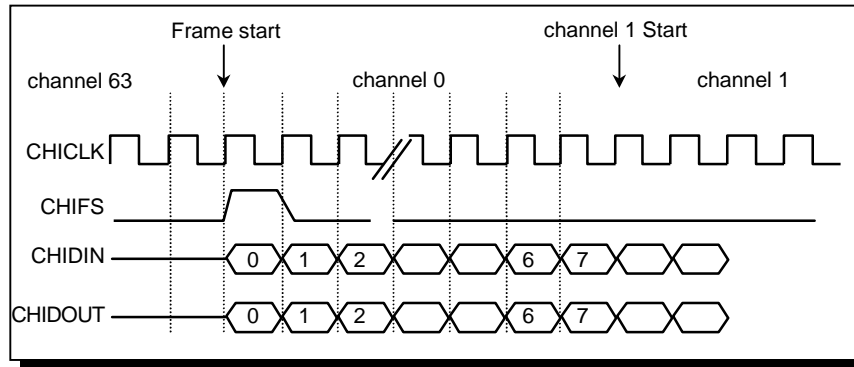 Frame start channel 1 Start
channel 63 channel 0 channel 1
CHICLK
CHIFS
CHIDIN 0 1 2 6 7
CHIDOUT 0 1 2 6 7